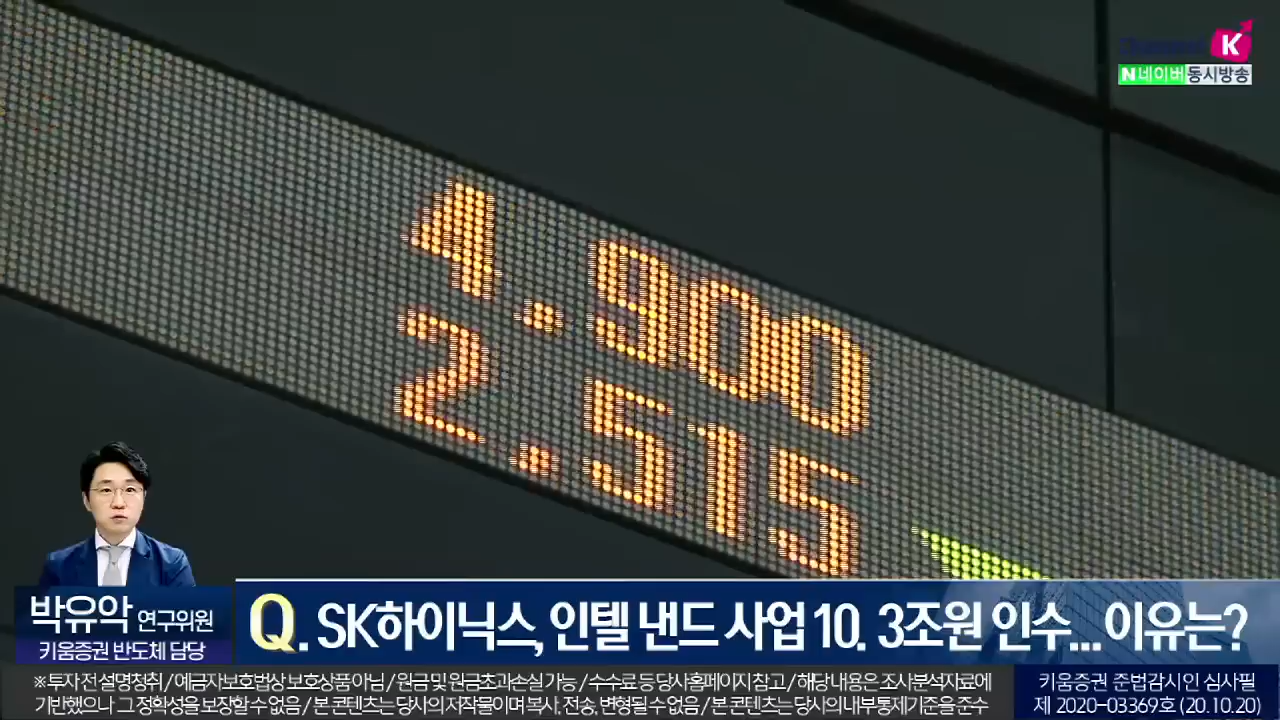 K
N 네이버 동시방송
4.900
2.515
박유악 연구위원
키움증권 반도체 담당
Q. SK하이닉스, 인텔 낸드 사업 10. 3조원 인수... 이유는?
※ 투자 전 설명청취 / 예금자보호법상 보호상품 아님 / 원금 및 원금초과손실 가능 / 수수료 등 당사홈페이지 참고 / 해당 내용은 조사분석자료에
기반했으나 그 정확성을 보장할 수 없음 / 본 콘텐츠는 당사의 저작물이며 복사, 전송, 변형될 수 없음 / 본 콘텐츠는 당사의 내부통제기준을 준수
키움증권 준법감시인 심사필
제 2020-03369호 (20.10.20)